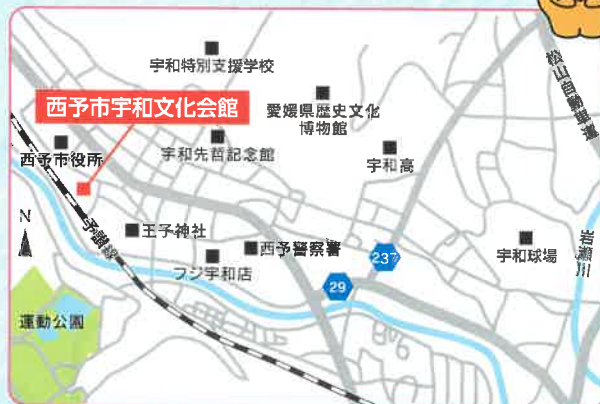 宇和特別支援学校
西予市宇和文化会館
愛媛県歴史文化
博物館
松山自動車道
西予市役所
宇和先哲記念館
宇和高
N
予讃線
王子神社
西予警察署
フジ宇和店
237
29
宇和球場
岩瀬川
運動公園